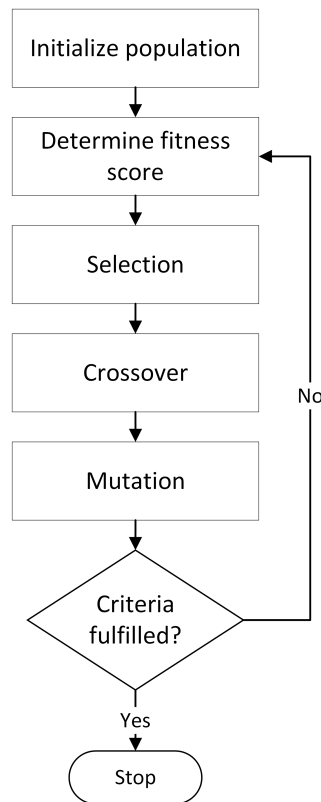 Initialize population
Determine fitness
score
Selection
Crossover
No
Mutation
Criteria
fulfilled?
Yes
Stop